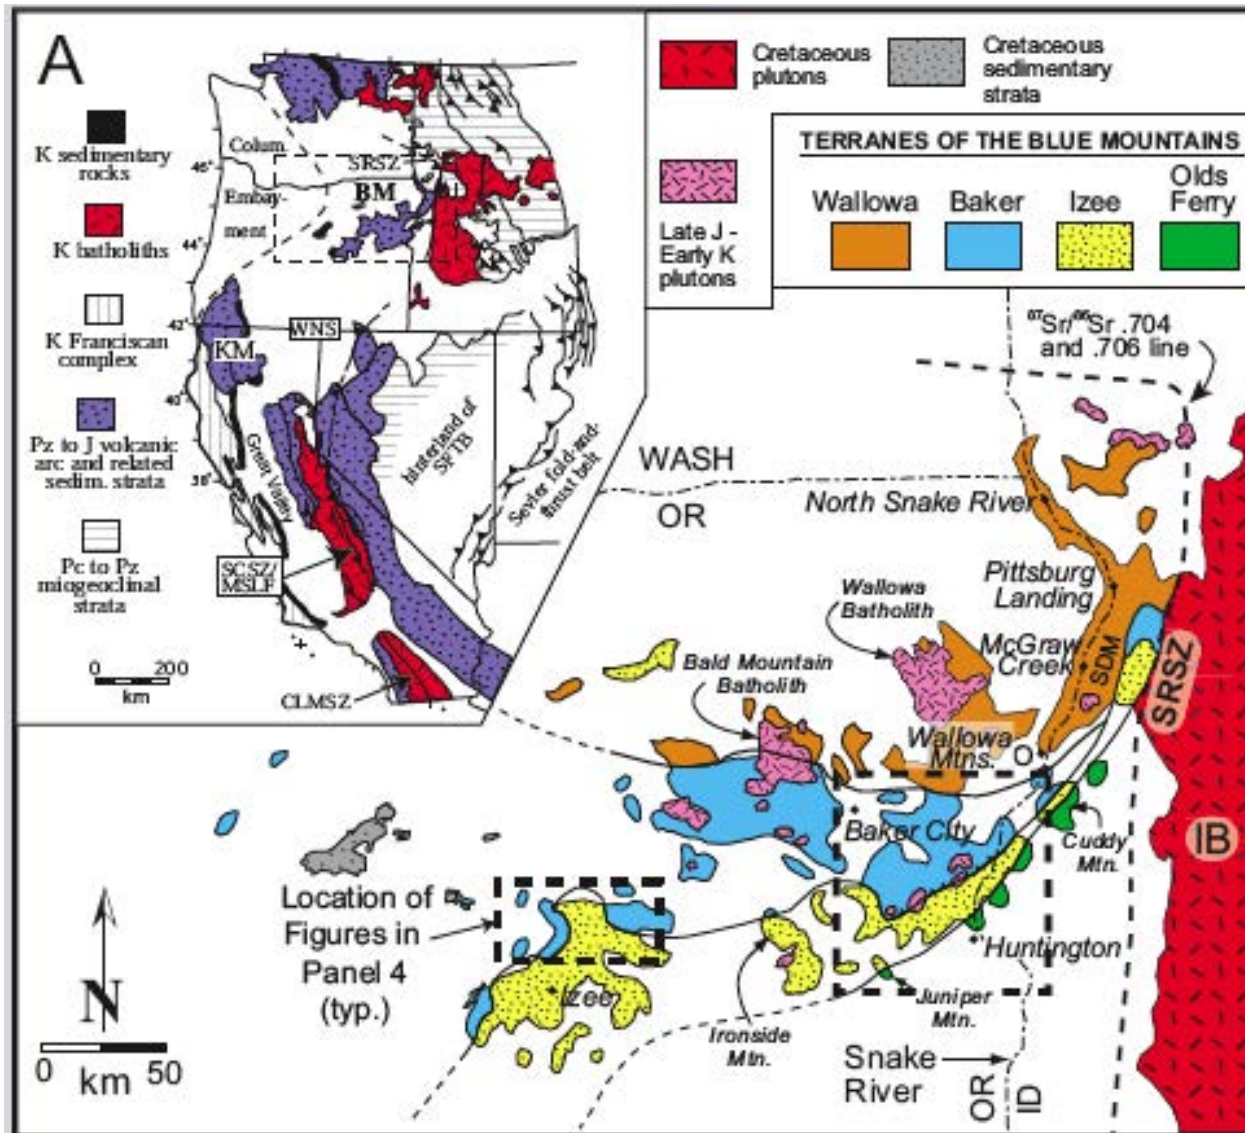 A
K sedimentary
rocks
K batholiths
K Franciscan
complex
Pz to J volcanic
arc and related
sedim. strata
Pc to Pz
miogeoclinal
strata
0 200
km
Colum.
Embay-
ment
SRSZ
BM
44°
42°
40°
38°
WNS
KM
Great Valley
hinterland of
SFTB
Sevier fold-and-
thrust belt
SCSZ/
MSLF
CLMSZ
Cretaceous
plutons
Cretaceous
sedimentary
strata
Late J -
Early K
plutons
TERRANES OF THE BLUE MOUNTAINS
Wallowa
Baker
Izee
Olds
Ferry
⁸⁷Sr/⁸⁶Sr .704
and .706 line
WASH
OR
North Snake River
Pittsburg
Landing
Wallowa
Batholith
McGraw
Creek
SDM
SRSZ
Bald Mountain
Batholith
Wallowa
Mtns.
O
IB
Baker City
Cuddy
Mtn.
Location of
Figures in
Panel 4
(typ.)
Huntington
Izee
Juniper
Mtn.
Ironside
Mtn.
Snake
River
OR
ID
N
0 km 50